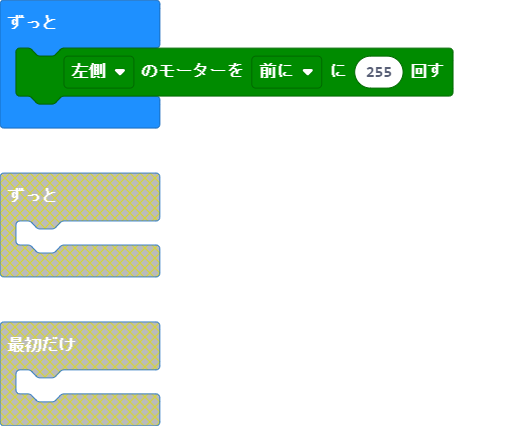 ずっと
左側 のモーターを 前に に 255 回す
ずっと
最初だけ